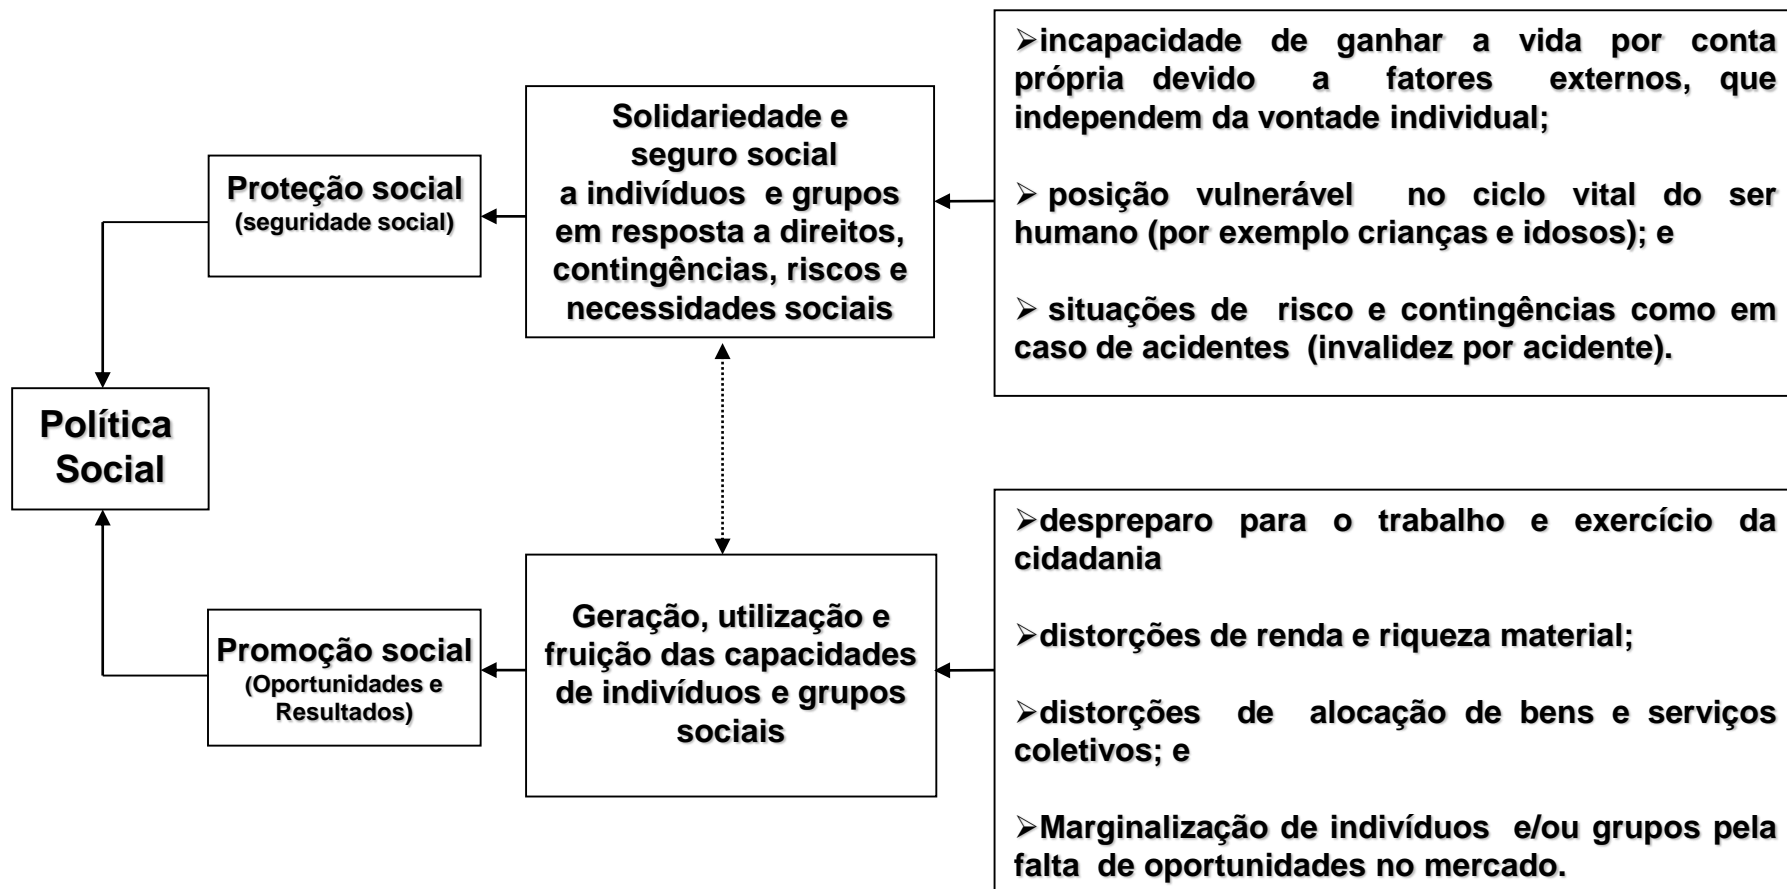 Política
Social
Proteção social
(seguridade social)
Solidariedade e
seguro social
a indivíduos e grupos
em resposta a direitos,
contingências, riscos e
necessidades sociais
➢incapacidade de ganhar a vida por conta
própria devido a fatores externos, que
independem da vontade individual;
➢ posição vulnerável no ciclo vital do ser
humano (por exemplo crianças e idosos); e
➢ situações de risco e contingências como em
caso de acidentes (invalidez por acidente).
Promoção social
(Oportunidades e
Resultados)
Geração, utilização e
fruição das capacidades
de indivíduos e grupos
sociais
➢despreparo para o trabalho e exercício da
cidadania
➢distorções de renda e riqueza material;
➢distorções de alocação de bens e serviços
coletivos; e
➢Marginalização de indivíduos e/ou grupos pela
falta de oportunidades no mercado.